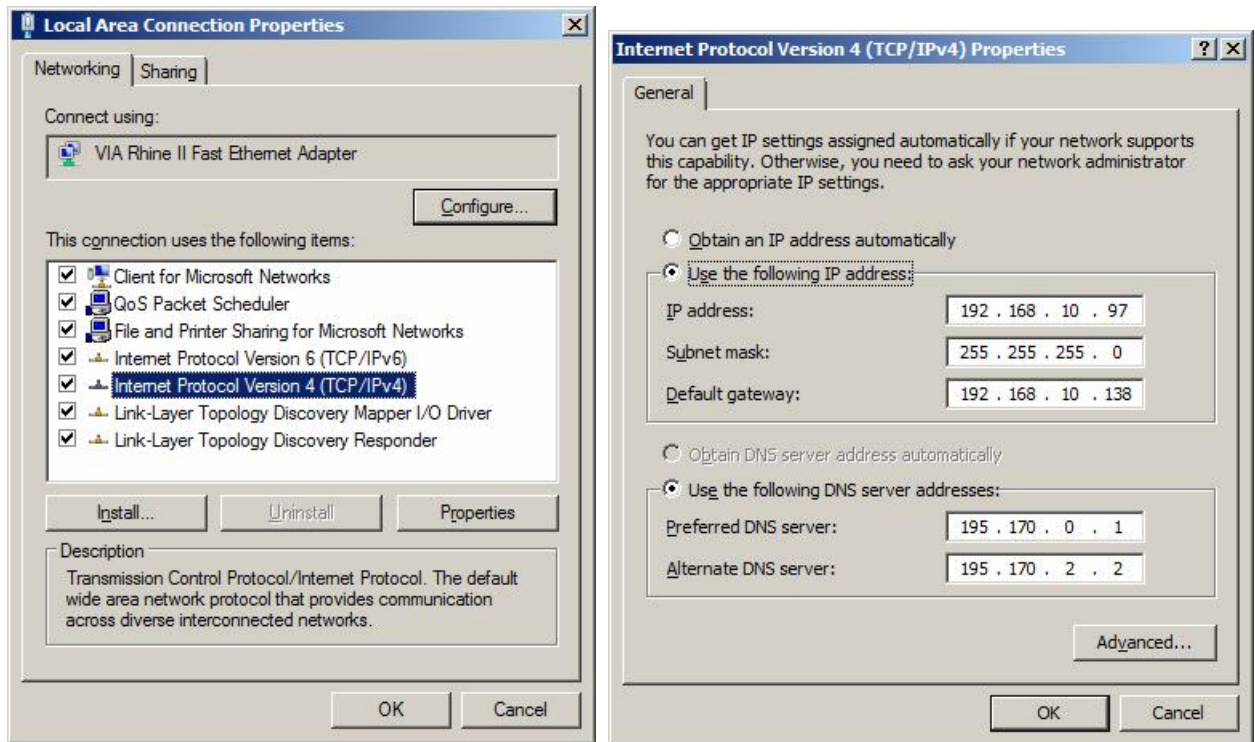 Local Area Connection Properties
Networking
Sharing
Connect using:
VIA Rhine II Fast Ethernet Adapter
Configure...
This connection uses the following items:
Client for Microsoft Networks
QoS Packet Scheduler
File and Printer Sharing for Microsoft Networks
Internet Protocol Version 6 (TCP/IPv6)
Internet Protocol Version 4 (TCP/IPv4)
Link-Layer Topology Discovery Mapper I/O Driver
Link-Layer Topology Discovery Responder
Install...
Uninstall
Properties
Description
Transmission Control Protocol/Internet Protocol. The default
wide area network protocol that provides communication
across diverse interconnected networks.
OK
Cancel
Internet Protocol Version 4 (TCP/IPv4) Properties
General
You can get IP settings assigned automatically if your network supports
this capability. Otherwise, you need to ask your network administrator
for the appropriate IP settings.
Obtain an IP address automatically
Use the following IP address:
IP address: 192 . 168 . 10 . 97
Subnet mask: 255 . 255 . 255 . 0
Default gateway: 192 . 168 . 10 . 138
Obtain DNS server address automatically
Use the following DNS server addresses:
Preferred DNS server: 195 . 170 . 0 . 1
Alternate DNS server: 195 . 170 . 2 . 2
Advanced...
OK
Cancel